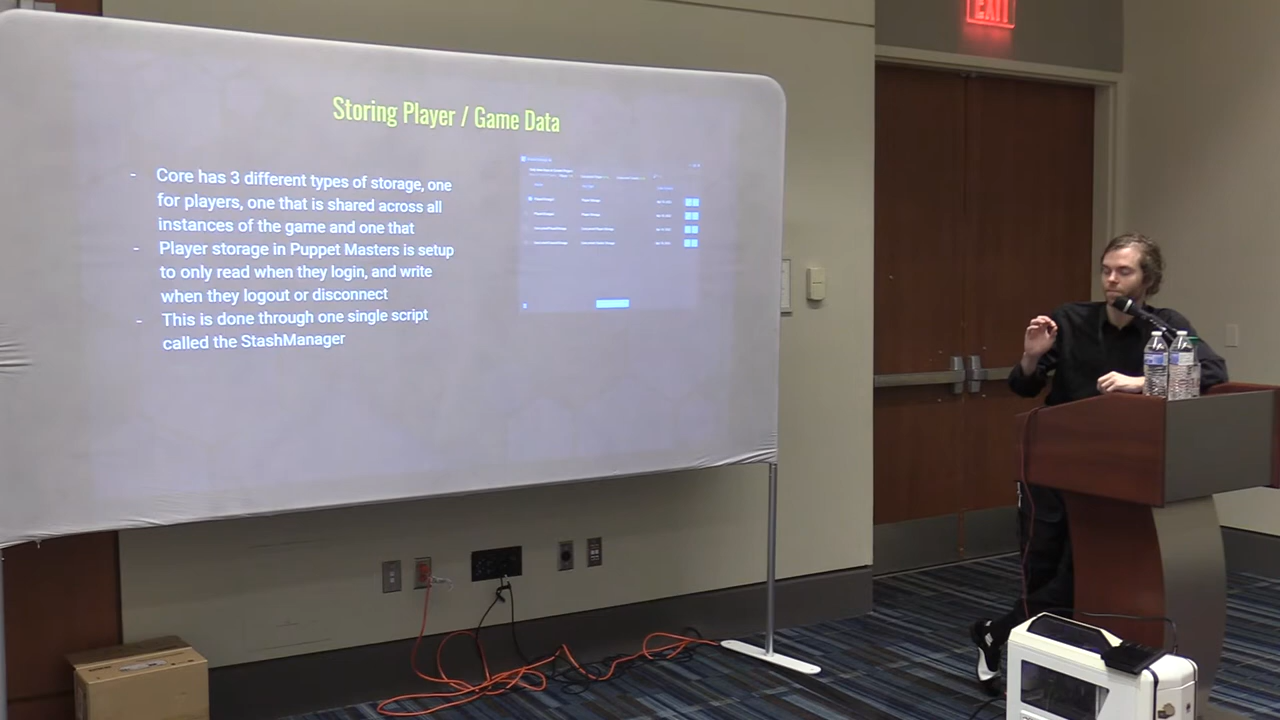 EXIT
Storing Player / Game Data
- Core has 3 different types of storage, one
for players, one that is shared across all
instances of the game and one that
- Player storage in Puppet Masters is setup
to only read when they login, and write
when they logout or disconnect
- This is done through one single script
called the StashManager